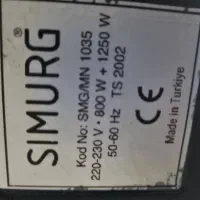 SIMURG®
Kod No: SMG/MN 1035
220-230 V · 800 W + 1250 W
50-60 Hz TS 2002
CE
Made in Türkiye